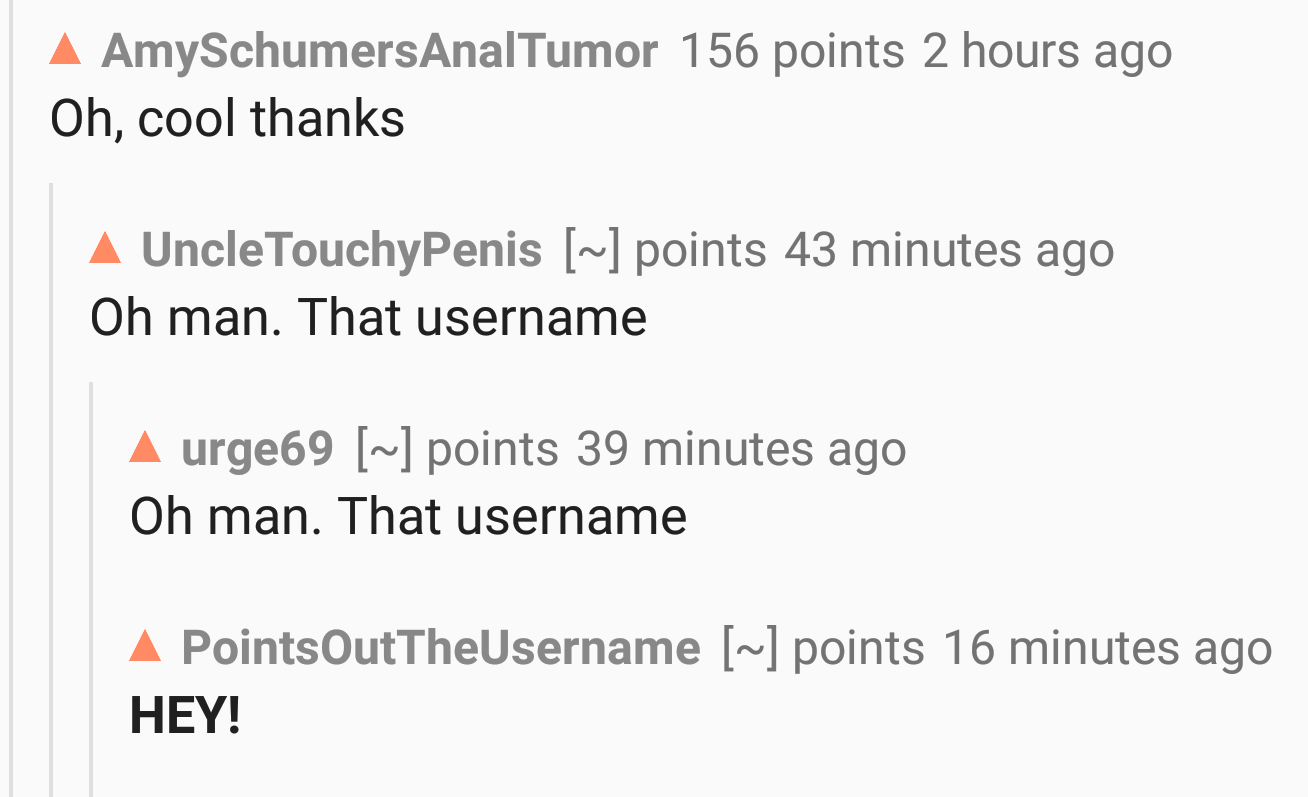 AmySchumersAnalTumor 156 points 2 hours ago
Oh, cool thanks
UncleTouchyPenis [~] points 43 minutes ago
Oh man. That username
urge69 [~] points 39 minutes ago
Oh man. That username
PointsOutTheUsername [~] points 16 minutes ago
HEY!